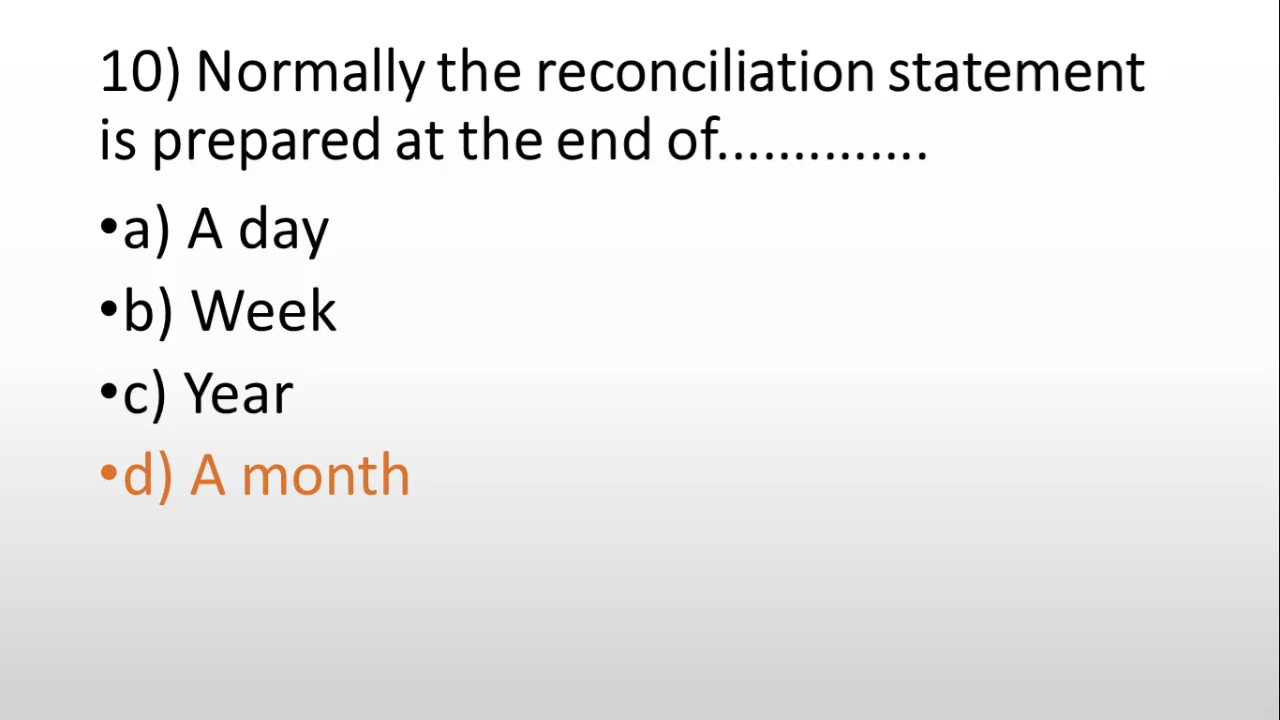 10) Normally the reconciliation statement
is prepared at the end of..............
•a) A day
•b) Week
•c) Year
•d) A month